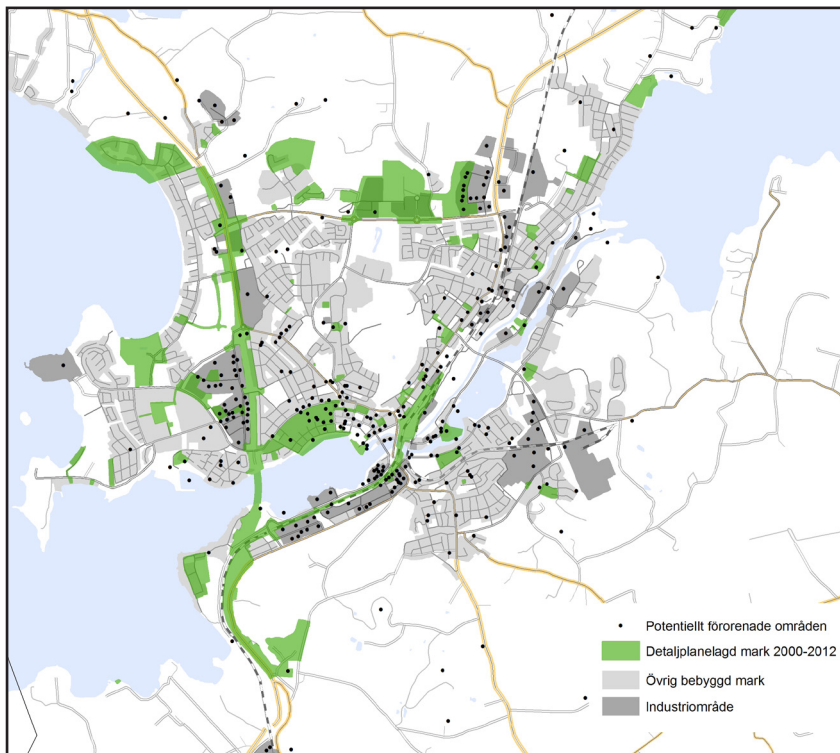 Potentiellt förorenade områden
Detaljplanelagd mark 2000-2012
Övrig bebyggd mark
Industriområde